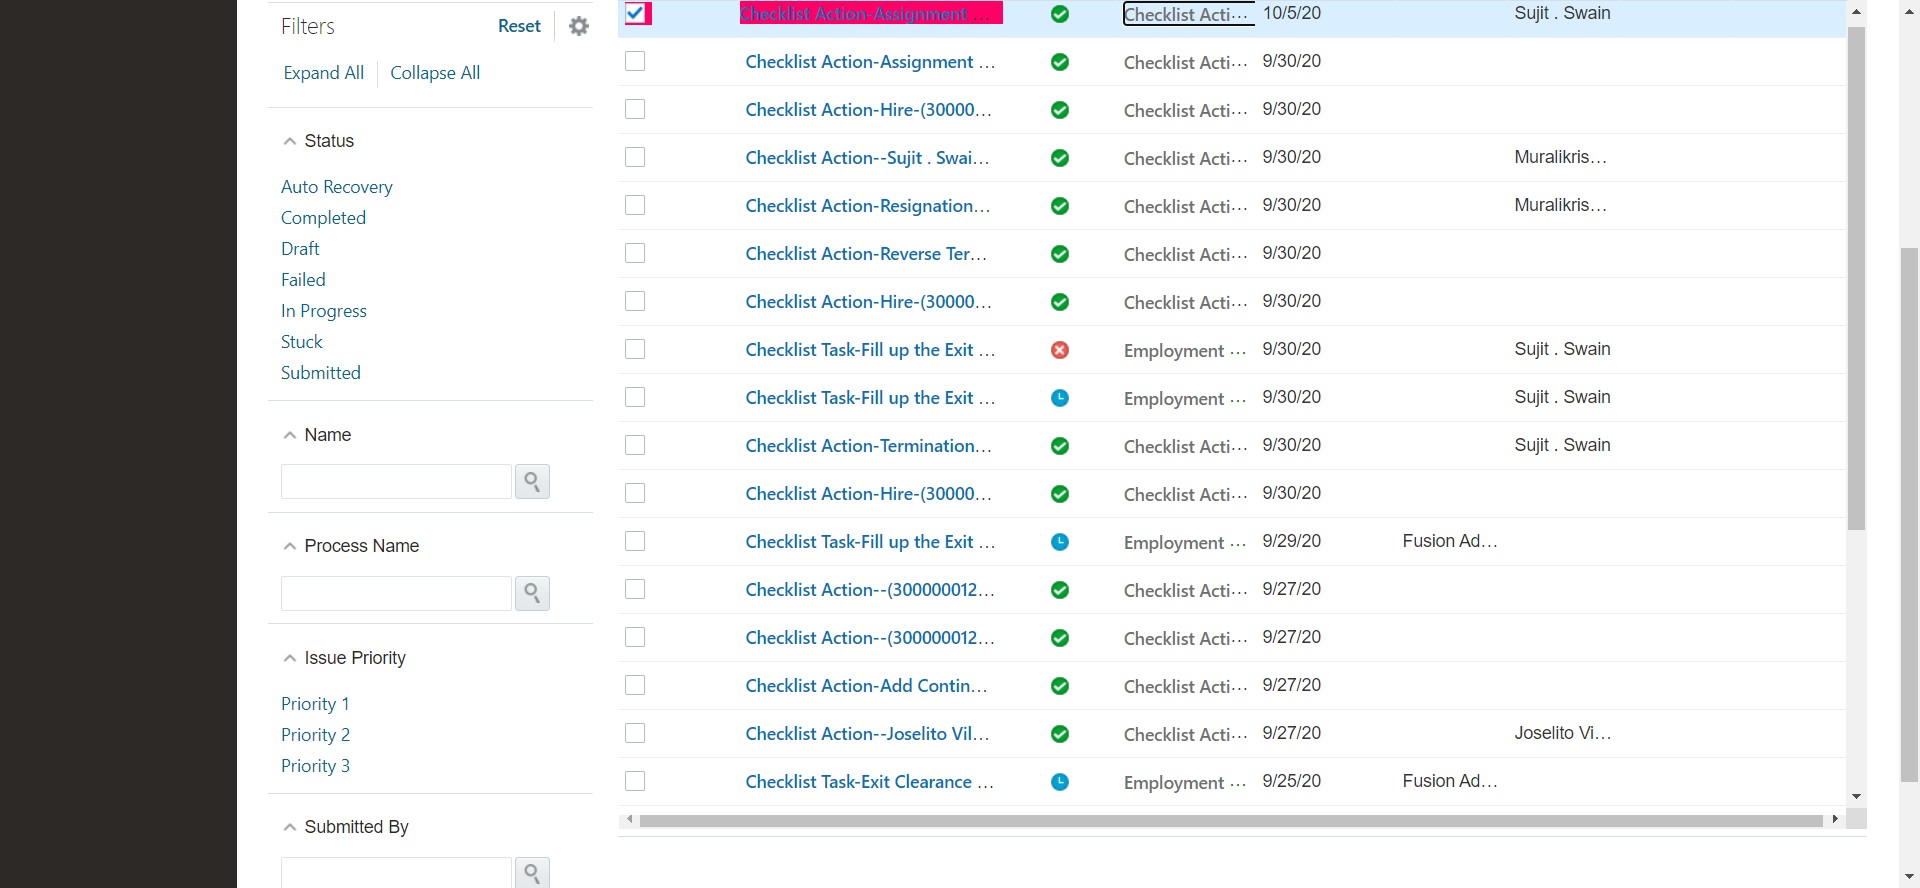 Filters Reset
Expand All Collapse All
Status
Auto Recovery
Completed
Draft
Failed
In Progress
Stuck
Submitted
Name
Process Name
Issue Priority
Priority 1
Priority 2
Priority 3
Submitted By
Checklist Action-Assignment ... Checklist Acti... 10/5/20 Sujit . Swain
Checklist Action-Assignment ... Checklist Acti... 9/30/20
Checklist Action-Hire-(30000... Checklist Acti... 9/30/20
Checklist Action--Sujit . Swai... Checklist Acti... 9/30/20 Muralikris...
Checklist Action-Resignation... Checklist Acti... 9/30/20 Muralikris...
Checklist Action-Reverse Ter... Checklist Acti... 9/30/20
Checklist Action-Hire-(30000... Checklist Acti... 9/30/20
Checklist Task-Fill up the Exit ... Employment ... 9/30/20 Sujit . Swain
Checklist Task-Fill up the Exit ... Employment ... 9/30/20 Sujit . Swain
Checklist Action-Termination... Checklist Acti... 9/30/20 Sujit . Swain
Checklist Action-Hire-(30000... Checklist Acti... 9/30/20
Checklist Task-Fill up the Exit ... Employment ... 9/29/20 Fusion Ad...
Checklist Action--(300000012... Checklist Acti... 9/27/20
Checklist Action--(300000012... Checklist Acti... 9/27/20
Checklist Action-Add Contin... Checklist Acti... 9/27/20
Checklist Action--Joselito Vil... Checklist Acti... 9/27/20 Joselito Vi...
Checklist Task-Exit Clearance ... Employment ... 9/25/20 Fusion Ad...